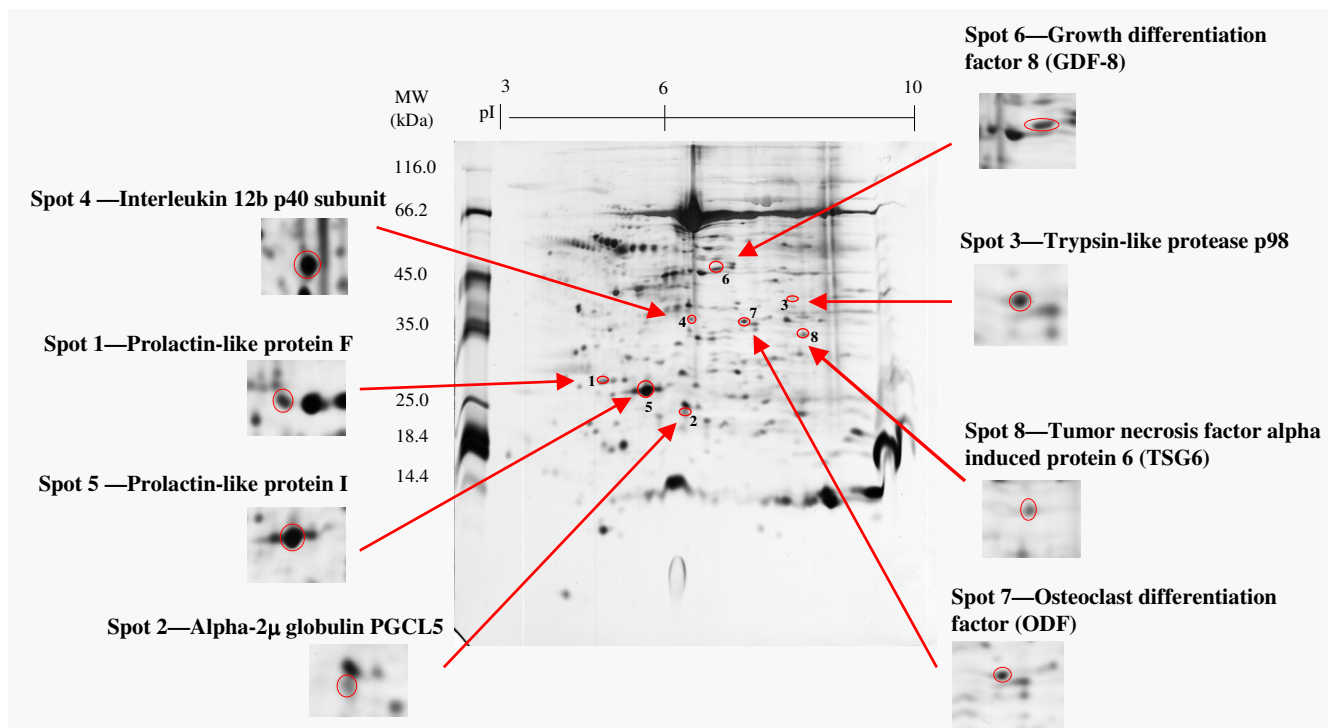 Spot 6—Growth differentiation
factor 8 (GDF-8)
3
6
10
MW
(kDa)
pI
116.0
66.2
45.0
35.0
25.0
18.4
14.4
Spot 4 —Interleukin 12b p40 subunit
Spot 3—Trypsin-like protease p98
Spot 1—Prolactin-like protein F
Spot 8—Tumor necrosis factor alpha
induced protein 6 (TSG6)
Spot 5 —Prolactin-like protein I
Spot 7—Osteoclast differentiation
factor (ODF)
Spot 2—Alpha-2μ globulin PGCL5
6
3
4
7
8
1
5
2